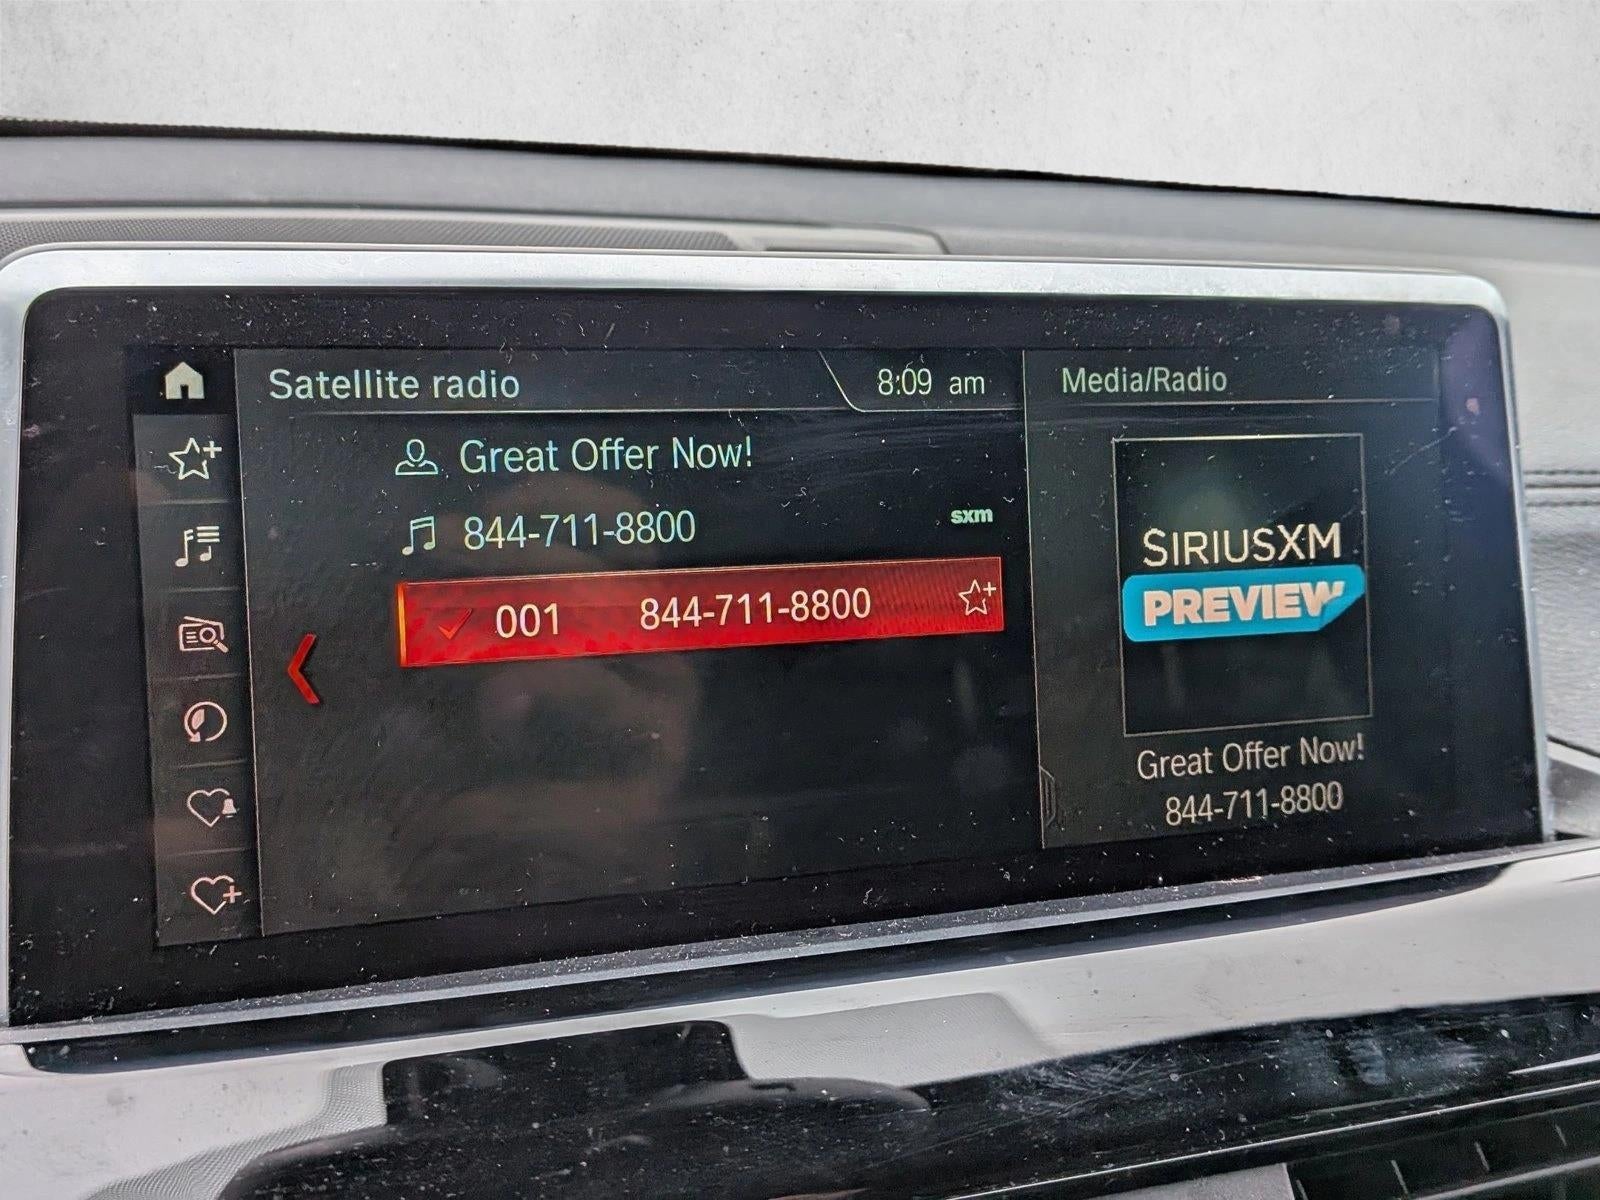 Satellite radio
8:09 am
Great Offer Now!
844-711-8800
sxm
001 844-711-8800
Media/Radio
SIRIUSXM
PREVIEW
Great Offer Now!
844-711-8800